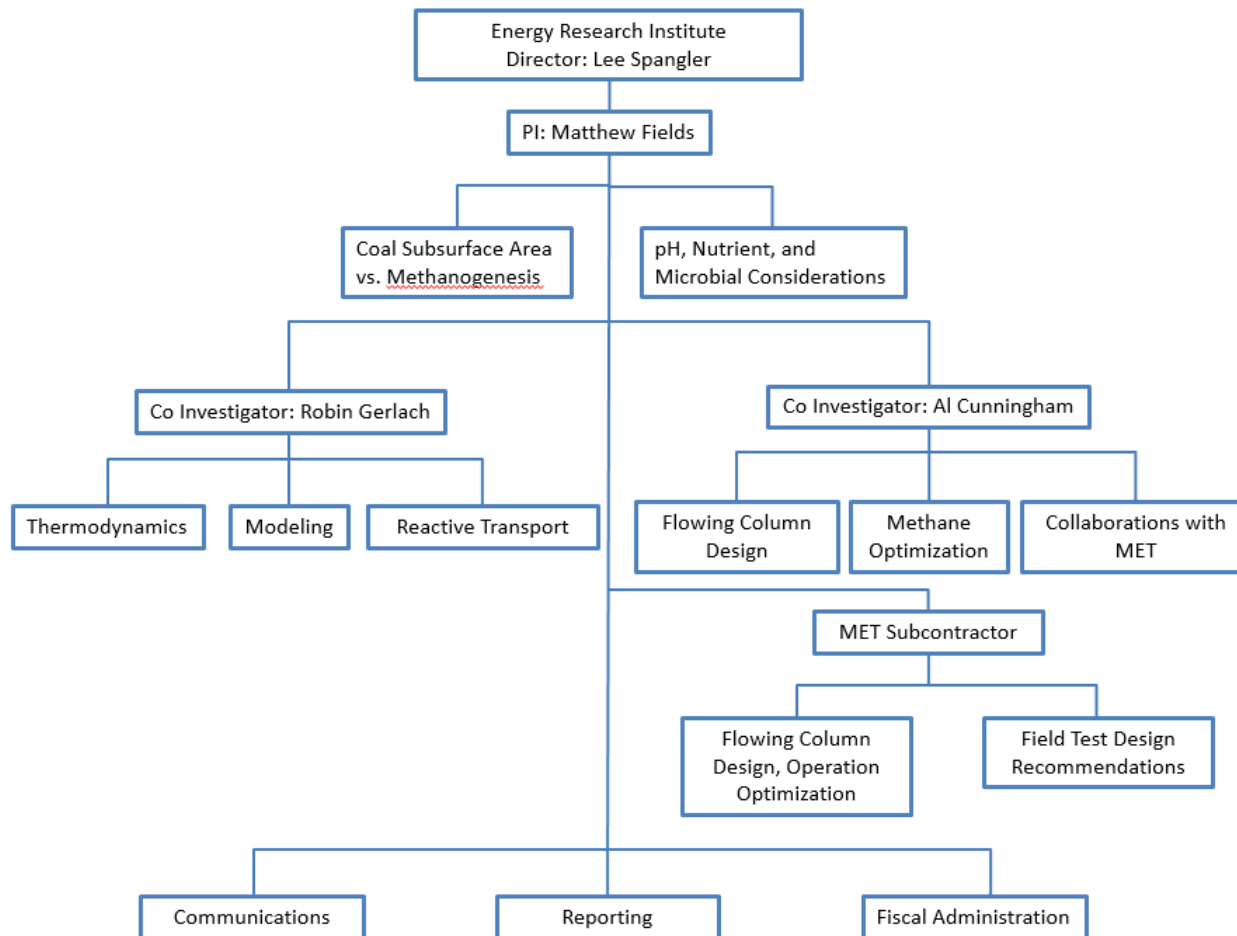 Energy Research Institute
Director: Lee Spangler
PI: Matthew Fields
Coal Subsurface Area
vs. Methanogenesis
pH, Nutrient, and
Microbial Considerations
Co Investigator: Robin Gerlach
Co Investigator: Al Cunningham
Thermodynamics
Modeling
Reactive Transport
Flowing Column
Design
Methane
Optimization
Collaborations with
MET
MET Subcontractor
Flowing Column
Design, Operation
Optimization
Field Test Design
Recommendations
Communications
Reporting
Fiscal Administration